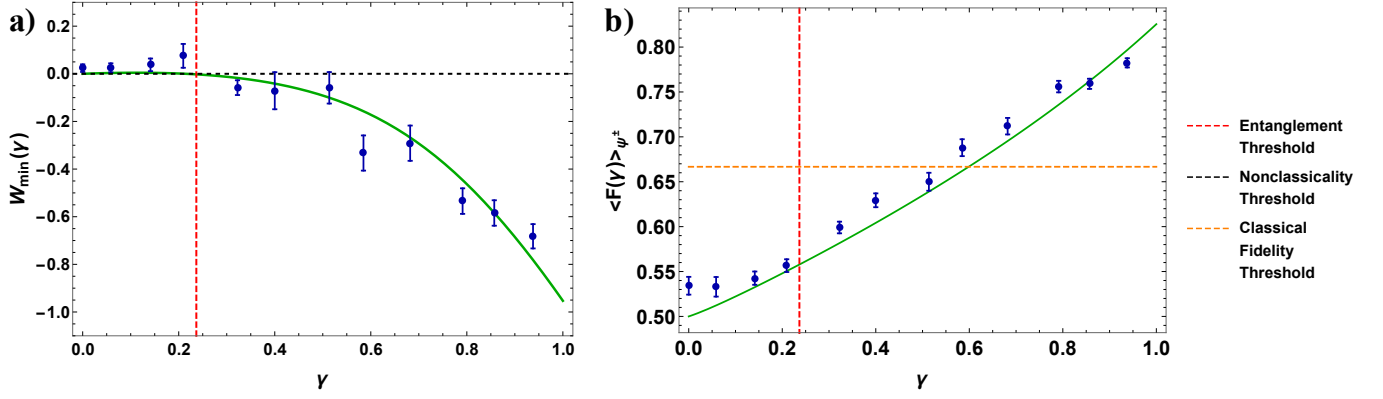 a)
0.2
0.0
−0.2
−0.4
−0.6
−0.8
−1.0
W_min(γ)
0.0 0.2 0.4 0.6 0.8 1.0
γ
b)
0.80
0.75
0.70
0.65
0.60
0.55
0.50
<F(γ)>_ψ±
0.0 0.2 0.4 0.6 0.8 1.0
γ
Entanglement
Threshold
Nonclassicality
Threshold
Classical
Fidelity
Threshold